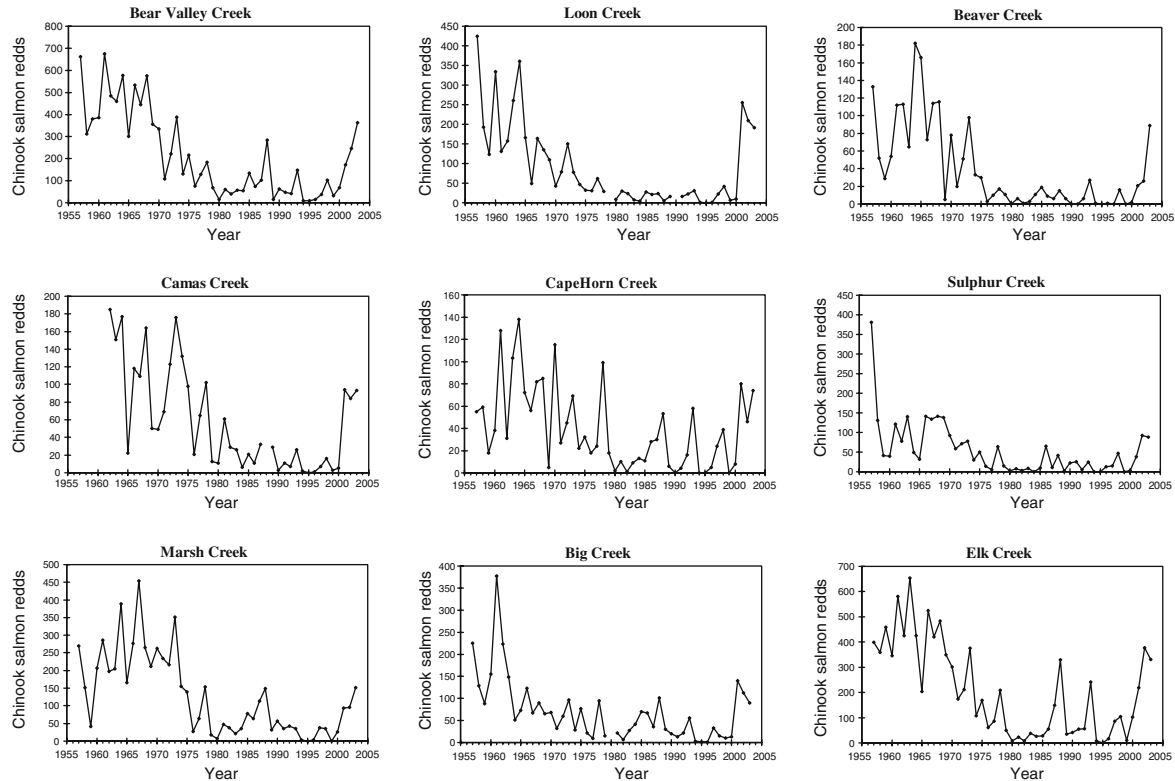 Bear Valley Creek
Chinook salmon redds
800
700
600
500
400
300
200
100
0
1955 1960 1965 1970 1975 1980 1985 1990 1995 2000 2005
Year
Loon Creek
Chinook salmon redds
450
400
350
300
250
200
150
100
50
0
1955 1960 1965 1970 1975 1980 1985 1990 1995 2000 2005
Year
Beaver Creek
Chinook salmon redds
200
180
160
140
120
100
80
60
40
20
0
1955 1960 1965 1970 1975 1980 1985 1990 1995 2000 2005
Year
Camas Creek
Chinook salmon redds
200
180
160
140
120
100
80
60
40
20
0
1955 1960 1965 1970 1975 1980 1985 1990 1995 2000 2005
Year
CapeHorn Creek
Chinook salmon redds
160
140
120
100
80
60
40
20
0
1955 1960 1965 1970 1975 1980 1985 1990 1995 2000 2005
Year
Sulphur Creek
Chinook salmon redds
450
400
350
300
250
200
150
100
50
0
1955 1960 1965 1970 1975 1980 1985 1990 1995 2000 2005
Year
Marsh Creek
Chinook salmon redds
500
450
400
350
300
250
200
150
100
50
0
1955 1960 1965 1970 1975 1980 1985 1990 1995 2000 2005
Year
Big Creek
Chinook salmon redds
400
350
300
250
200
150
100
50
0
1955 1960 1965 1970 1975 1980 1985 1990 1995 2000 2005
Year
Elk Creek
Chinook salmon redds
700
600
500
400
300
200
100
0
1955 1960 1965 1970 1975 1980 1985 1990 1995 2000 2005
Year